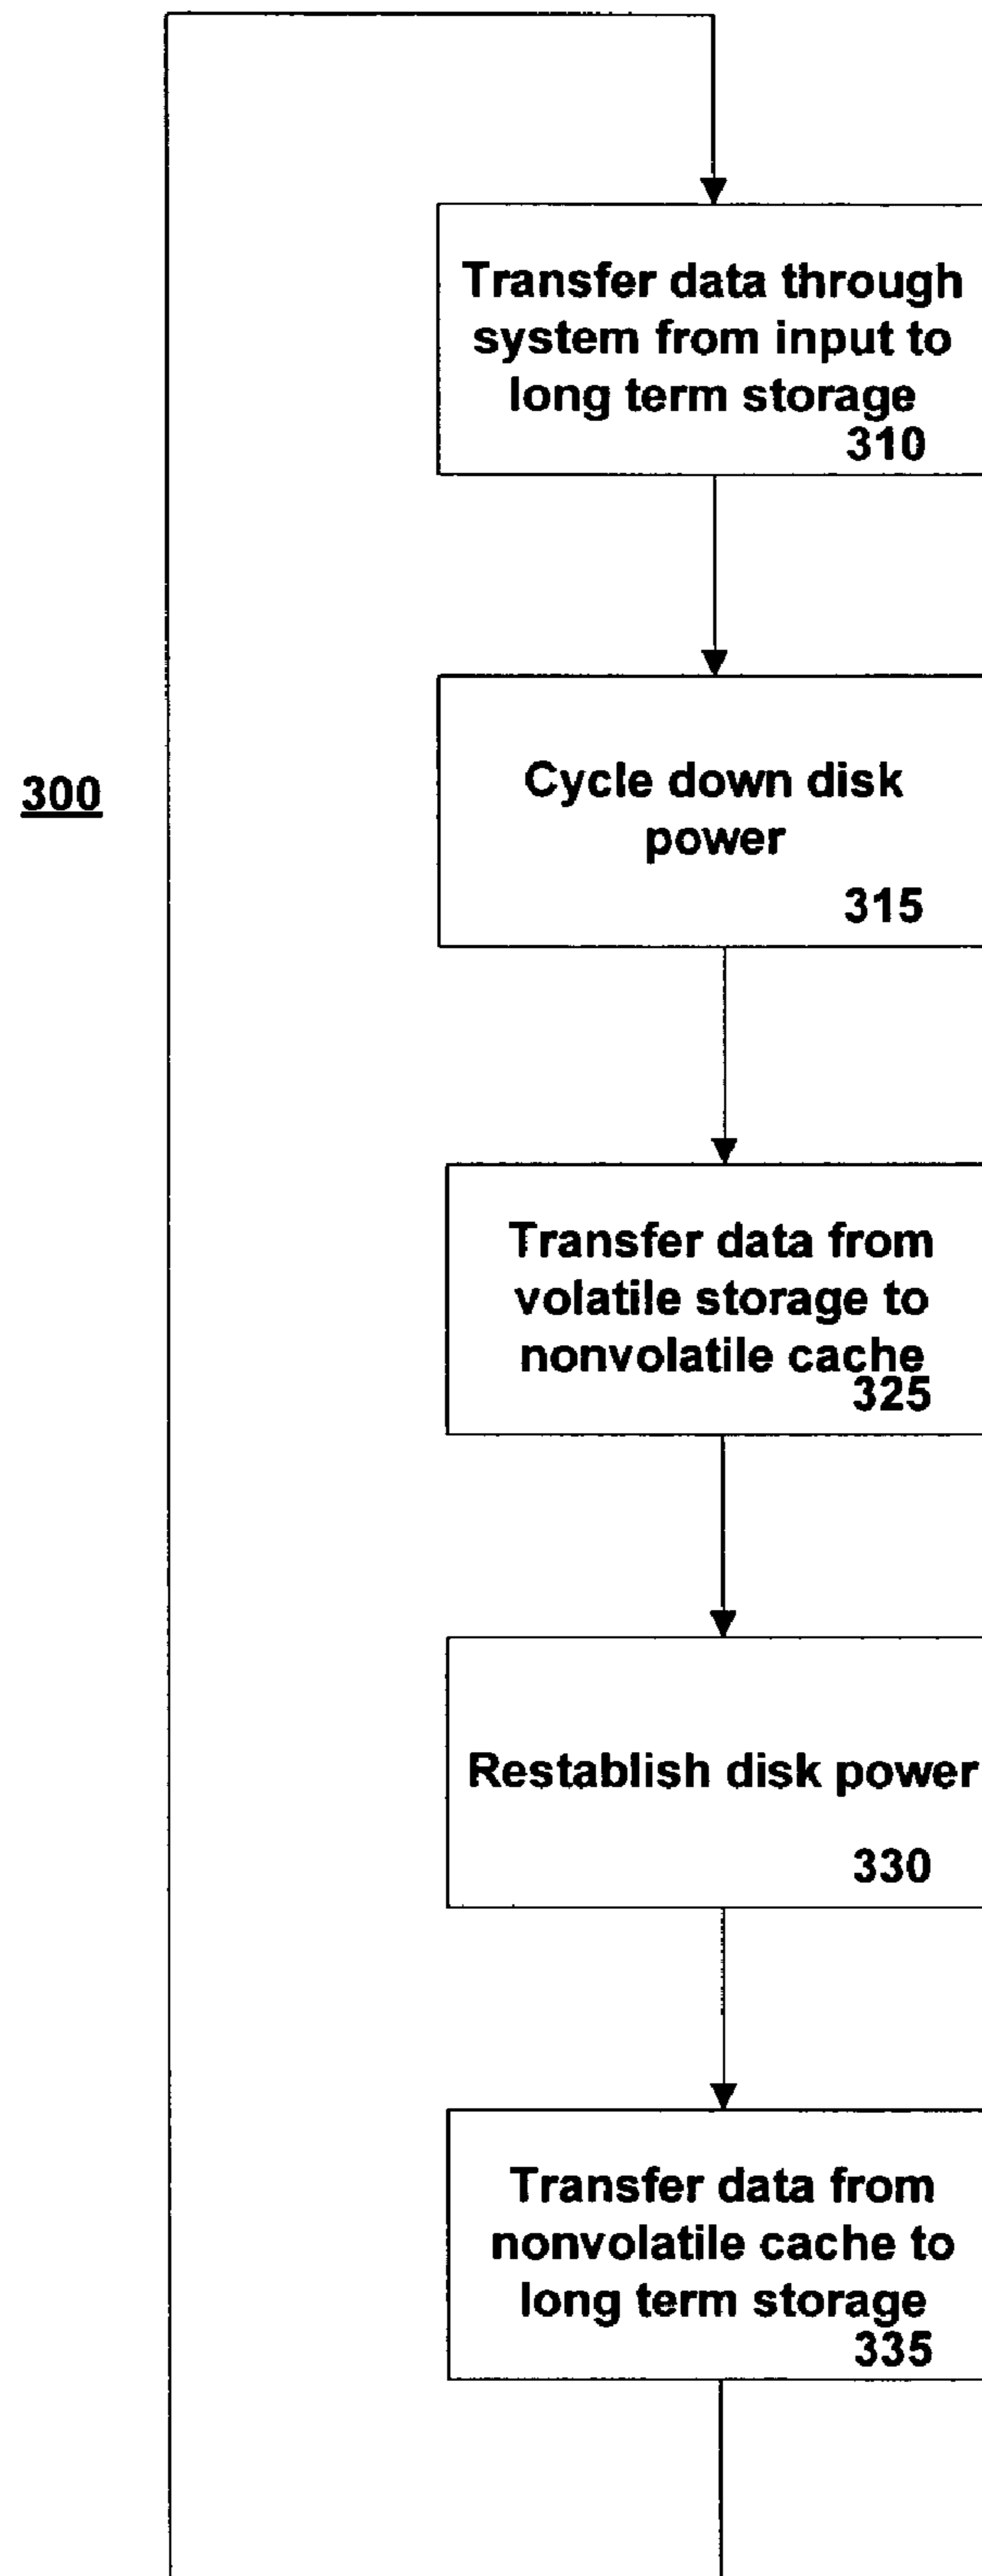 Transfer data through
system from input to
long term storage
310
300
Cycle down disk
power
315
Transfer data from
volatile storage to
nonvolatile cache
325
Restablish disk power
330
Transfer data from
nonvolatile cache to
long term storage
335